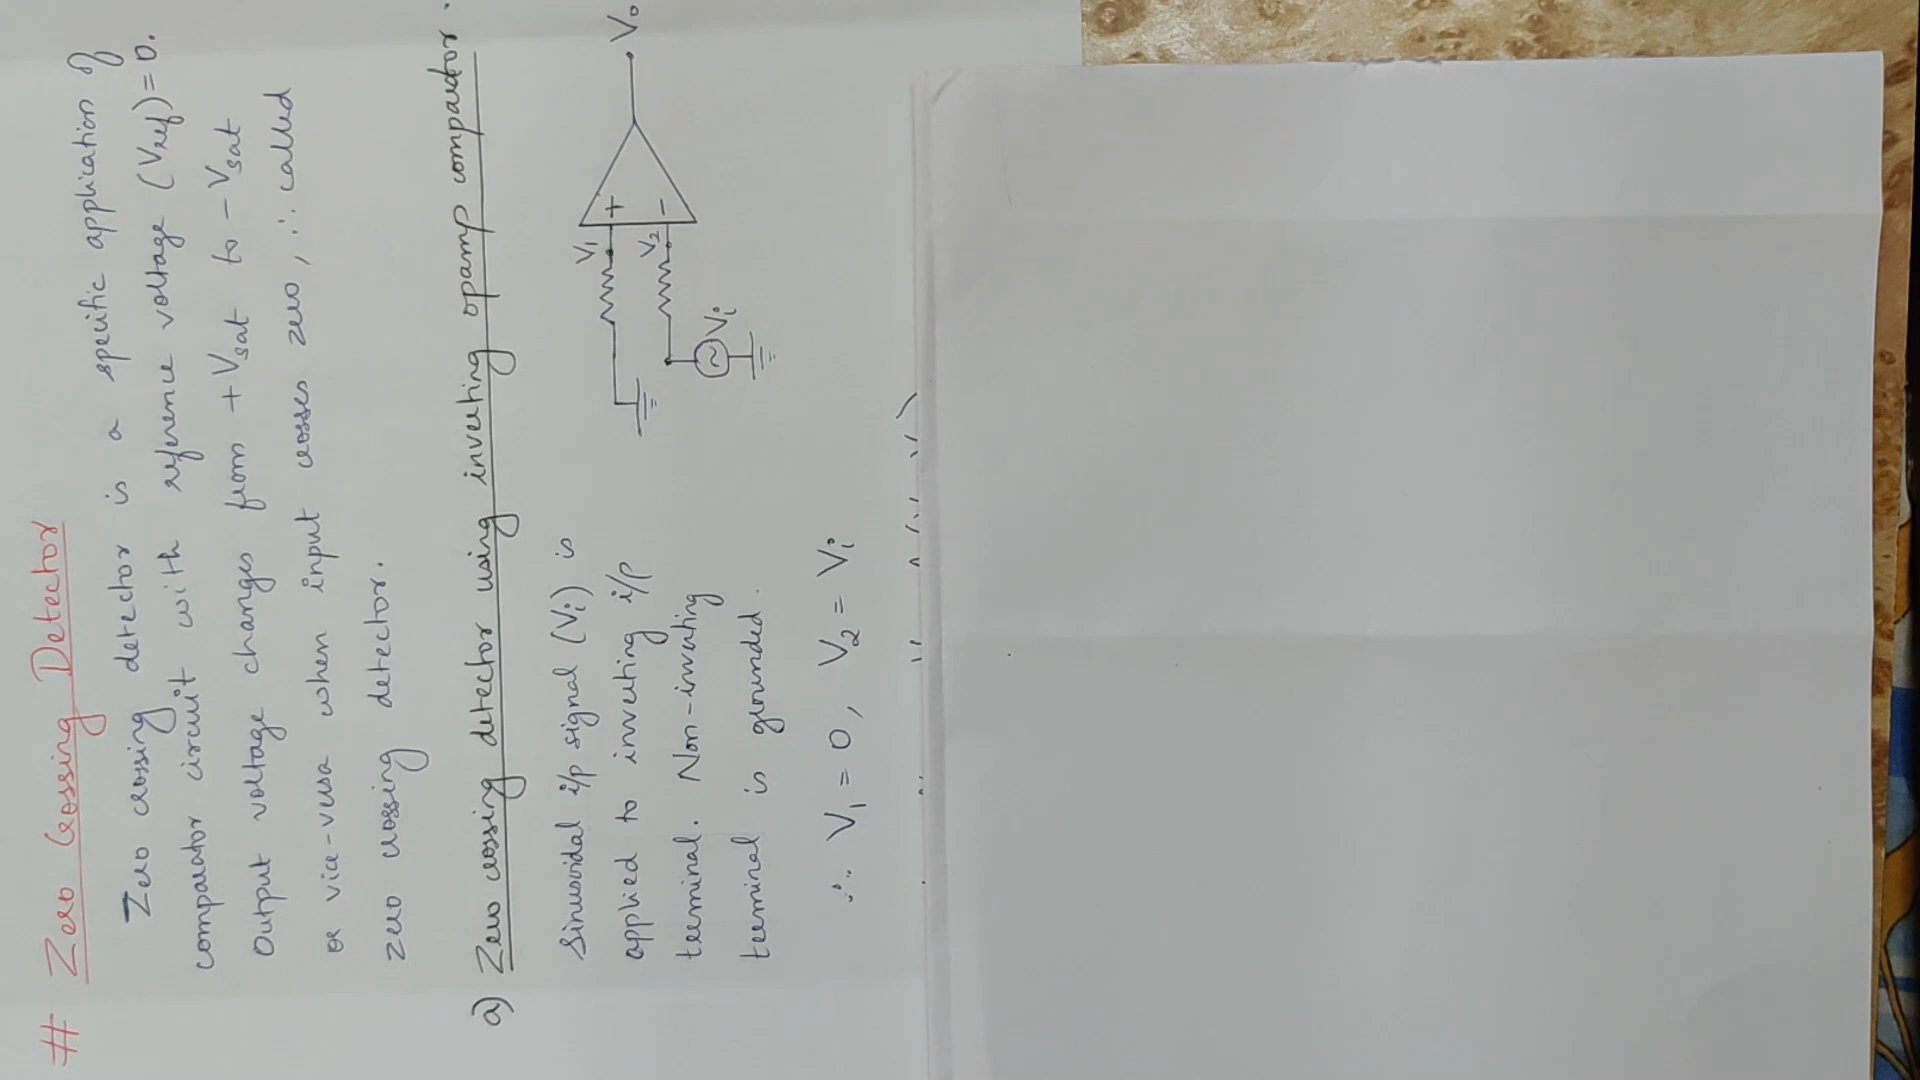 # Zero Crossing Detector
Zero crossing detector is a specific application of
comparator circuit with reference voltage (Vref) = 0.
Output voltage changes from + Vsat to - Vsat
or vice-versa when input crosses zero, ∴ called
zero crossing detector.
a) Zero crossing detector using inverting opamp comparator.
Sinusoidal i/p signal (Vi) is
applied to inverting i/p
terminal. Non-inverting
terminal is grounded.
V1
+
V2
-
Vo
Vi
∴ V1 = 0, V2 = Vi